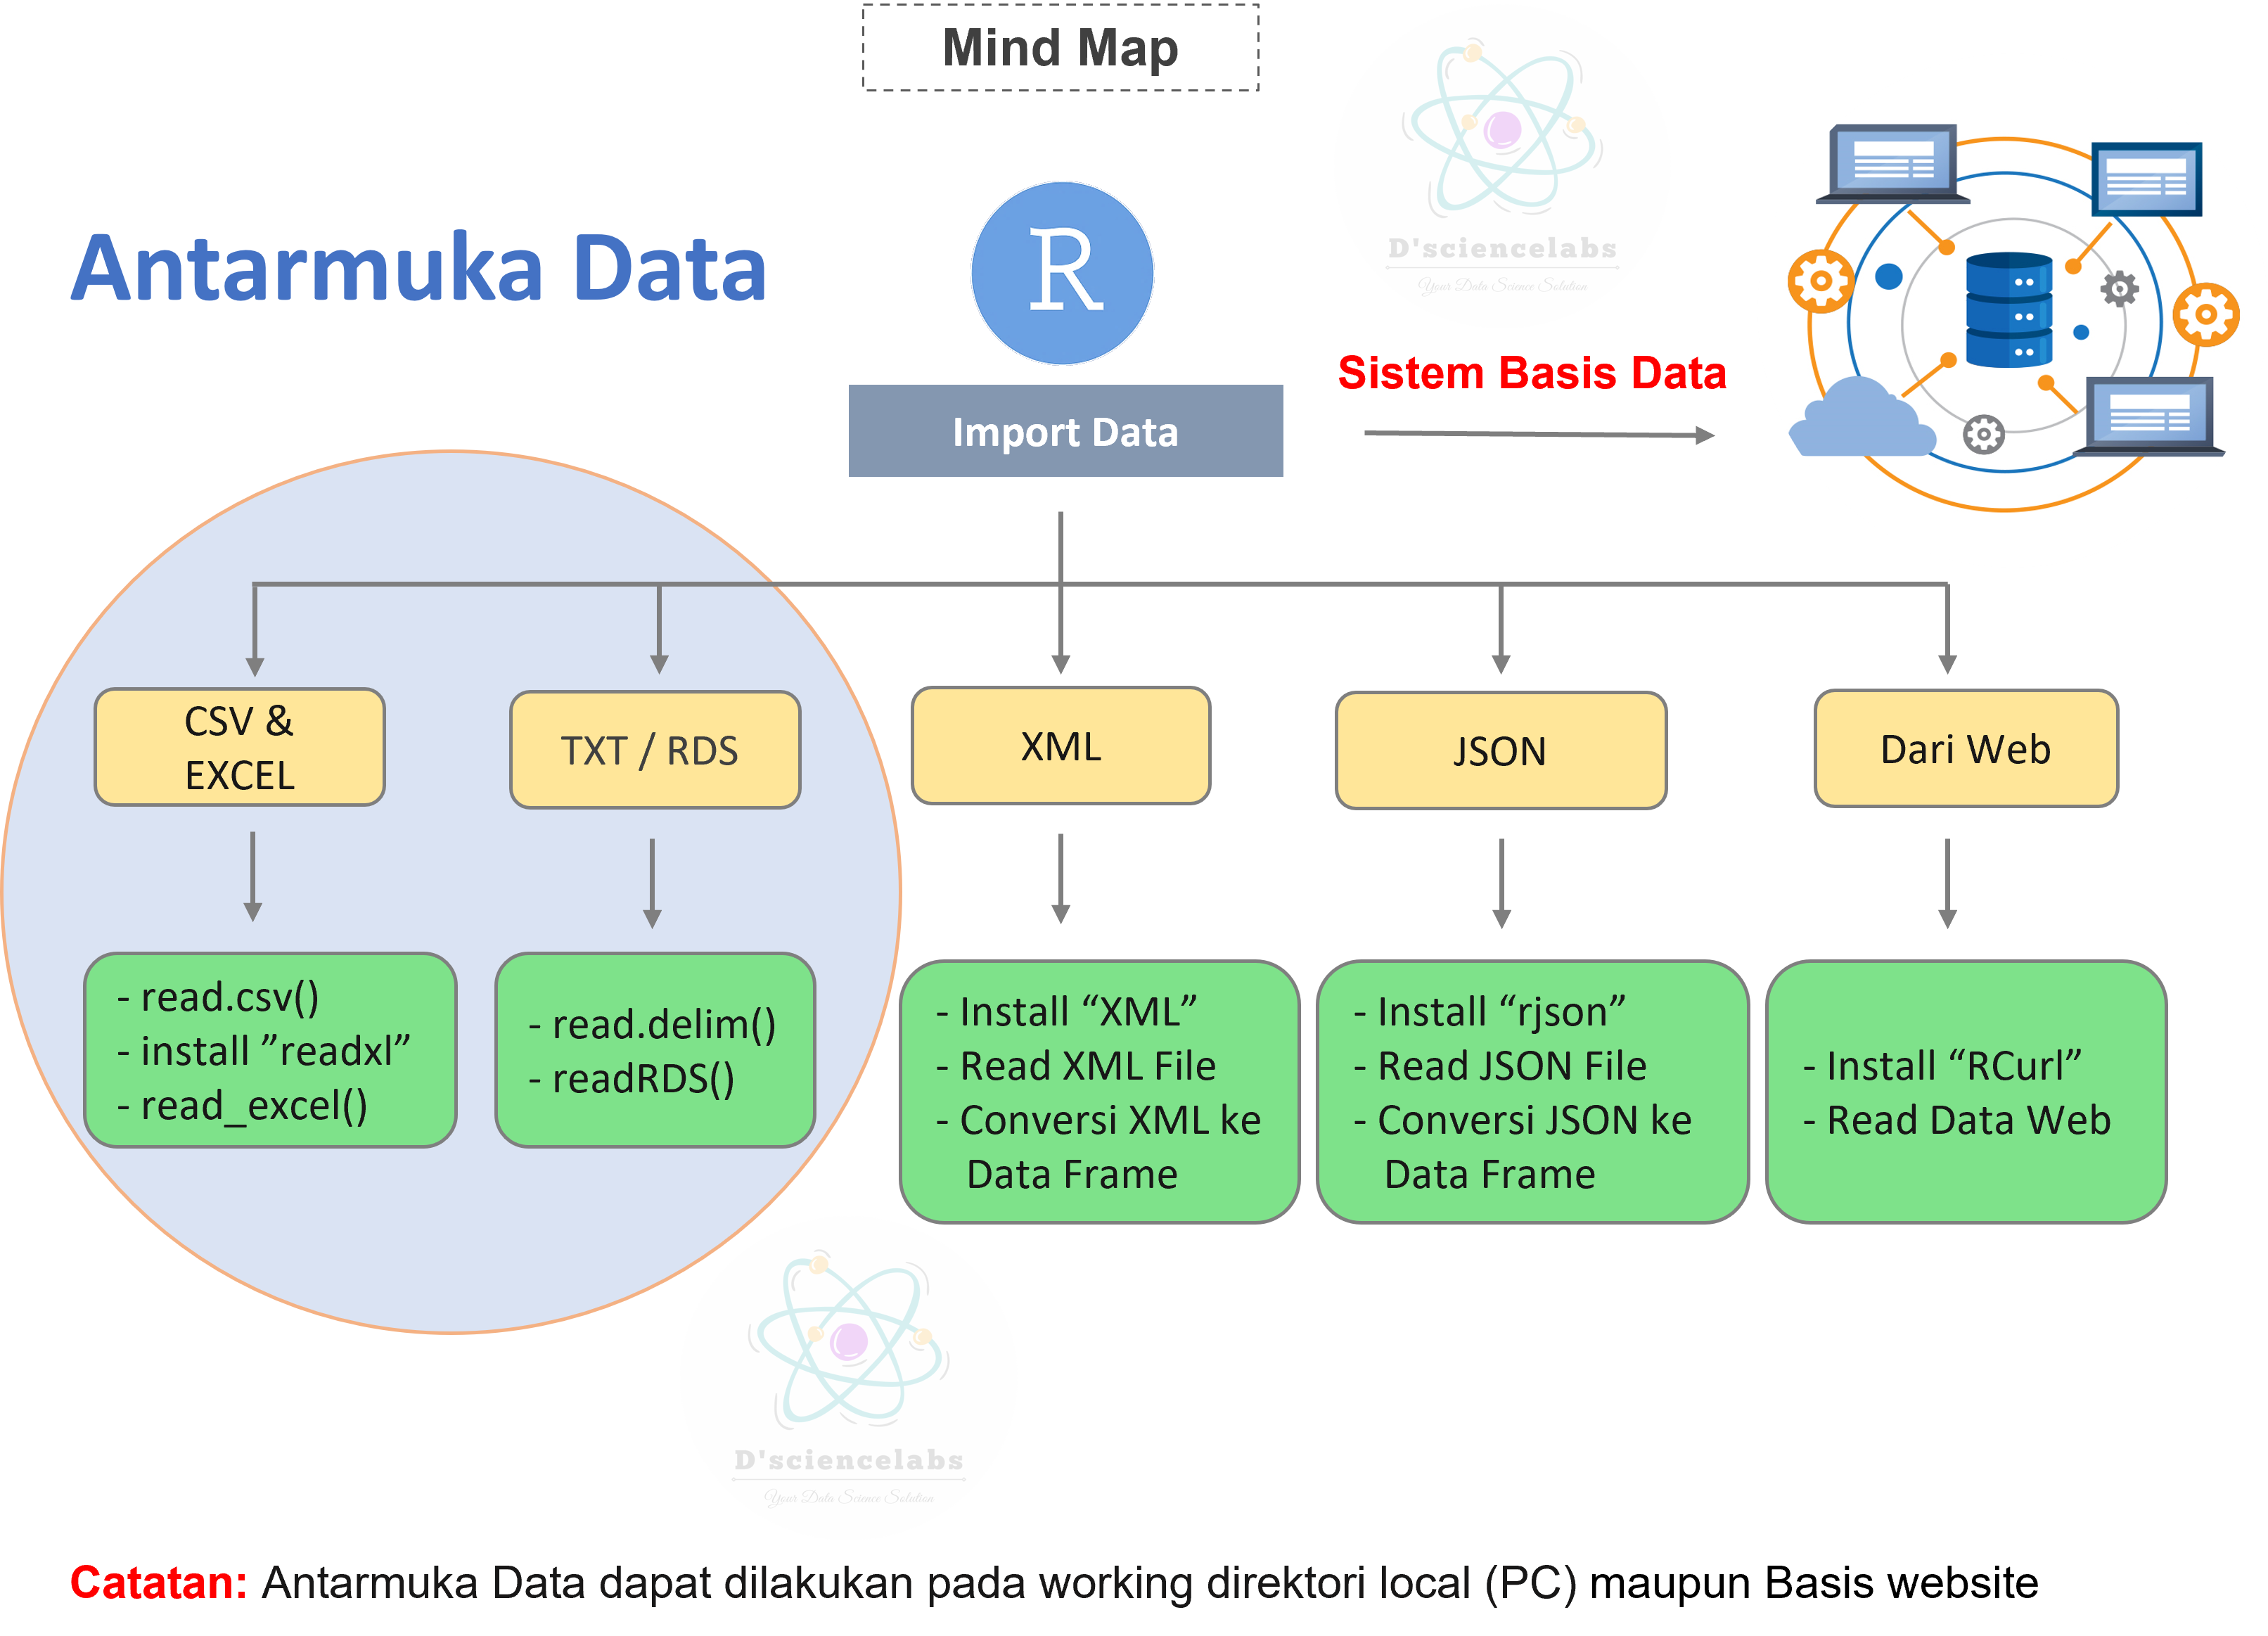 Mind Map
D'sciencelabs
Your Data Science Solution
Antarmuka Data
R
Sistem Basis Data
Import Data
CSV &
EXCEL
TXT / RDS
XML
JSON
Dari Web
- read.csv()
- install ”readxl”
- read_excel()
- read.delim()
- readRDS()
- Install “XML”
- Read XML File
- Conversi XML ke
Data Frame
- Install “rjson”
- Read JSON File
- Conversi JSON ke
Data Frame
- Install “RCurl”
- Read Data Web
D'sciencelabs
Your Data Science Solution
Catatan: Antarmuka Data dapat dilakukan pada working direktori local (PC) maupun Basis website